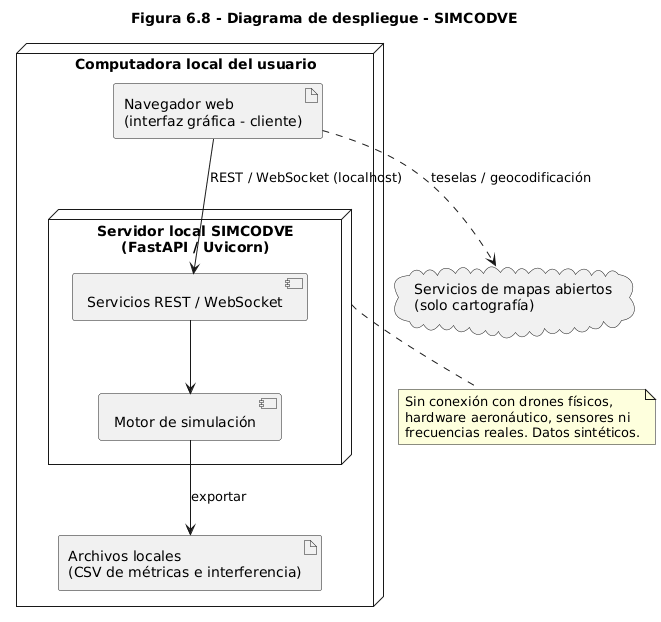 Figura 6.8 - Diagrama de despliegue - SIMCODVE
Computadora local del usuario
Navegador web
(interfaz gráfica - cliente)
REST / WebSocket (localhost)
teselas / geocodificación
Servidor local SIMCODVE
(FastAPI / Uvicorn)
Servicios REST / WebSocket
Servicios de mapas abiertos
(solo cartografía)
Motor de simulación
Sin conexión con drones físicos,
hardware aeronáutico, sensores ni
frecuencias reales. Datos sintéticos.
exportar
Archivos locales
(CSV de métricas e interferencia)